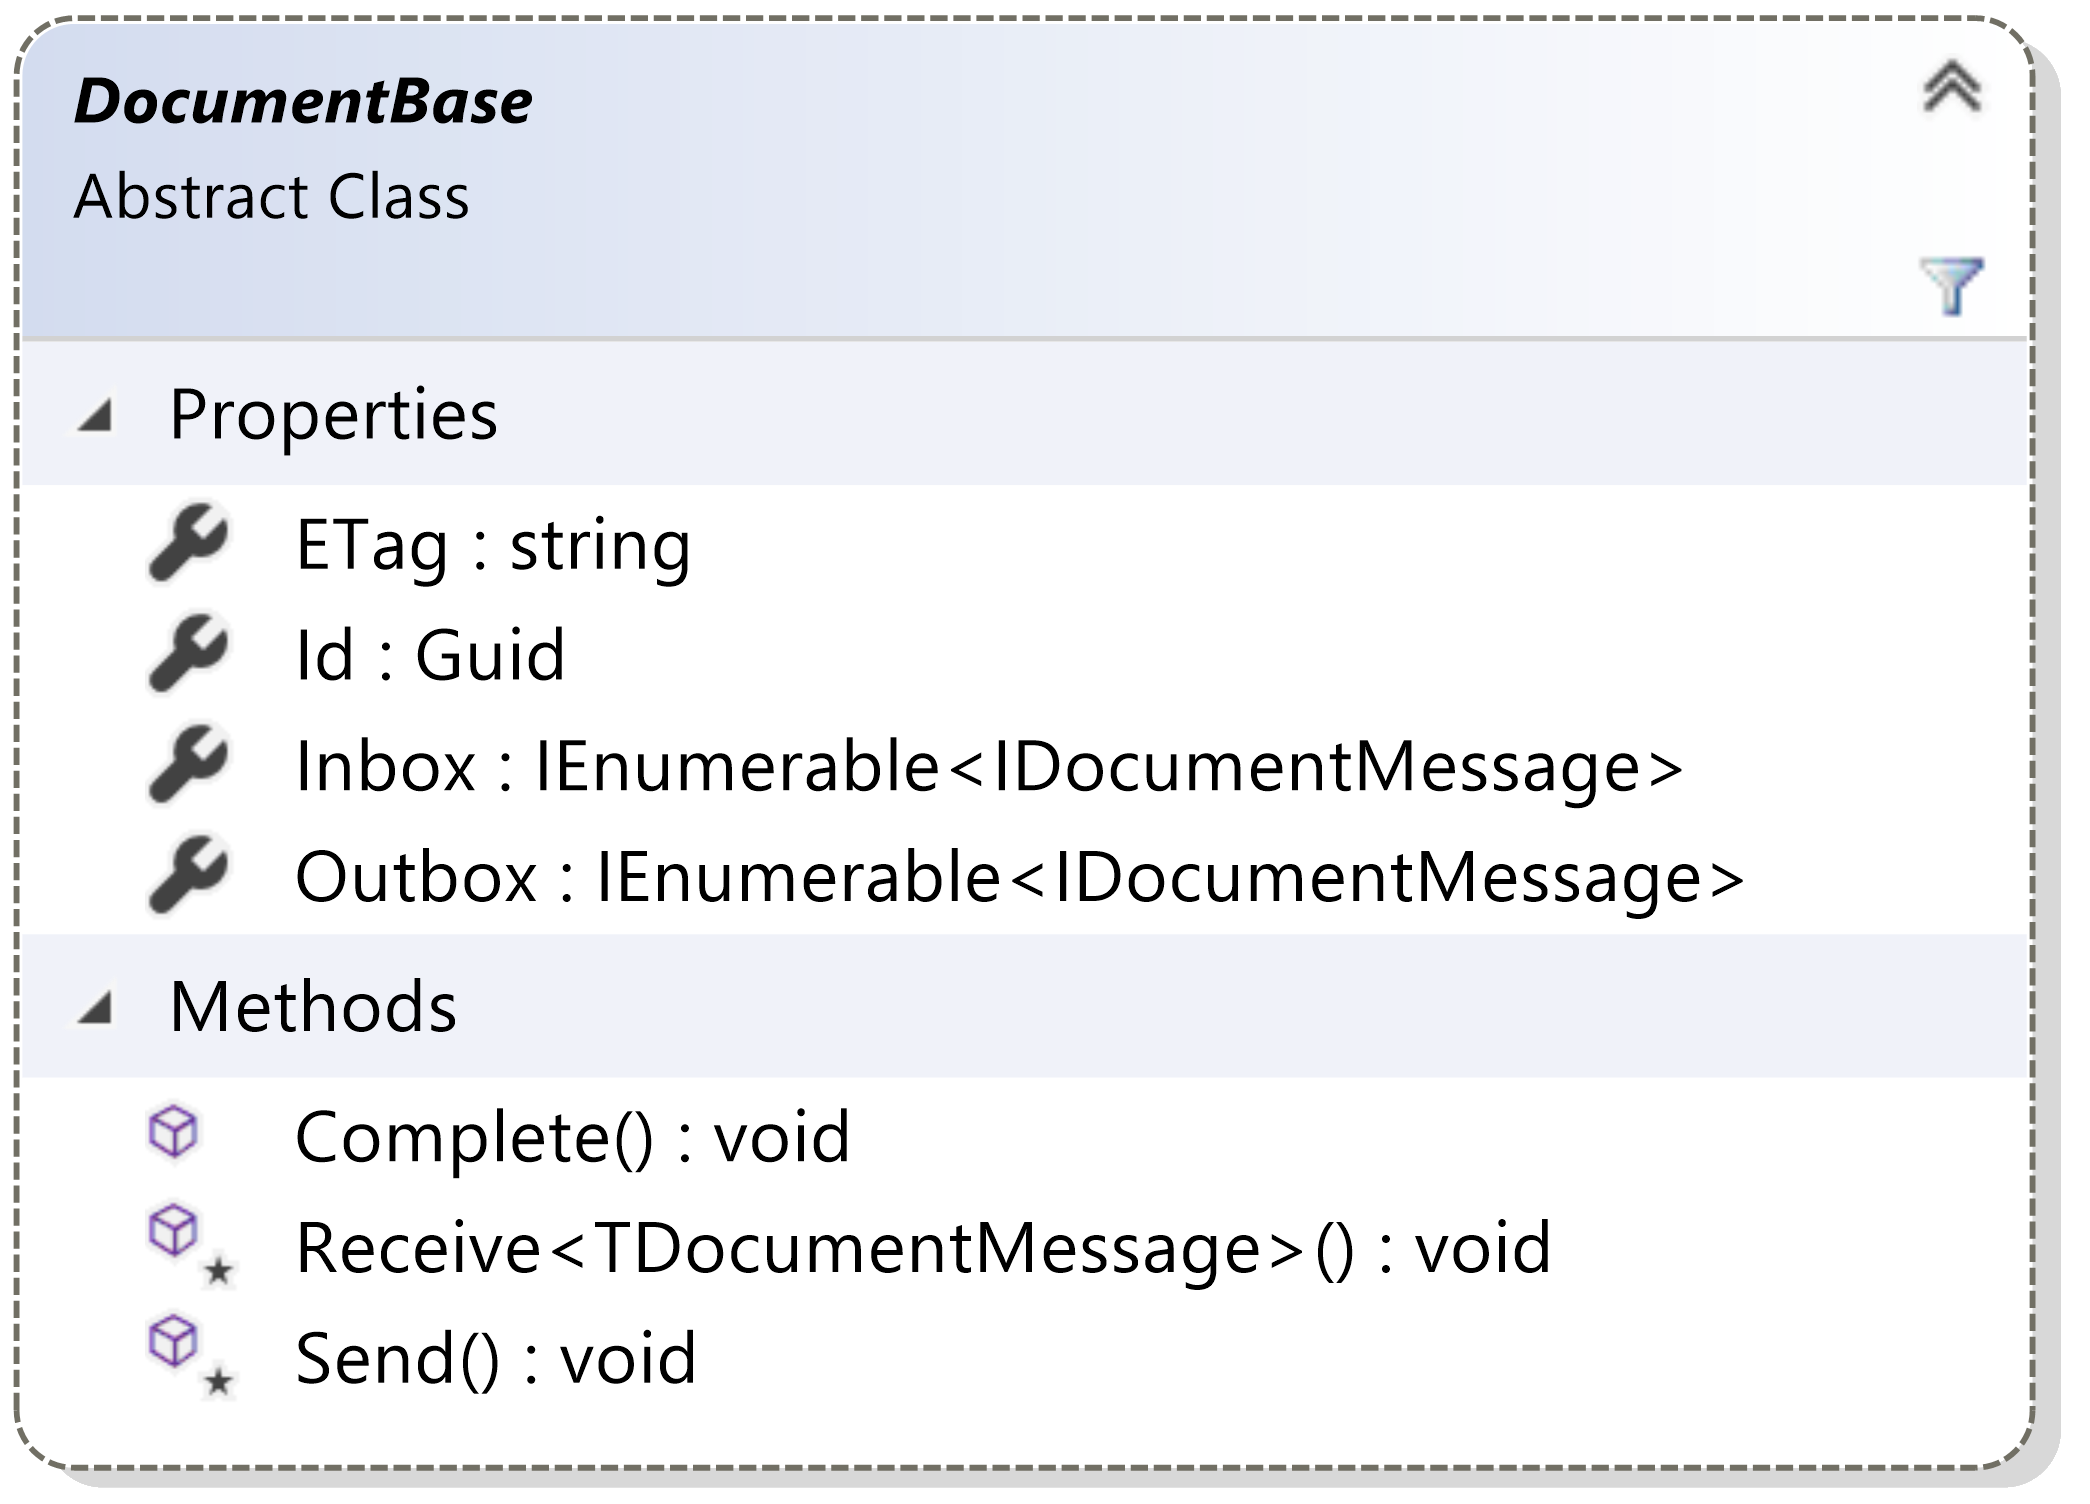 DocumentBase
Abstract Class
Properties
ETag : string
Id : Guid
Inbox : IEnumerable<IDocumentMessage>
Outbox : IEnumerable<IDocumentMessage>
Methods
Complete() : void
Receive<TDocumentMessage>() : void
Send() : void